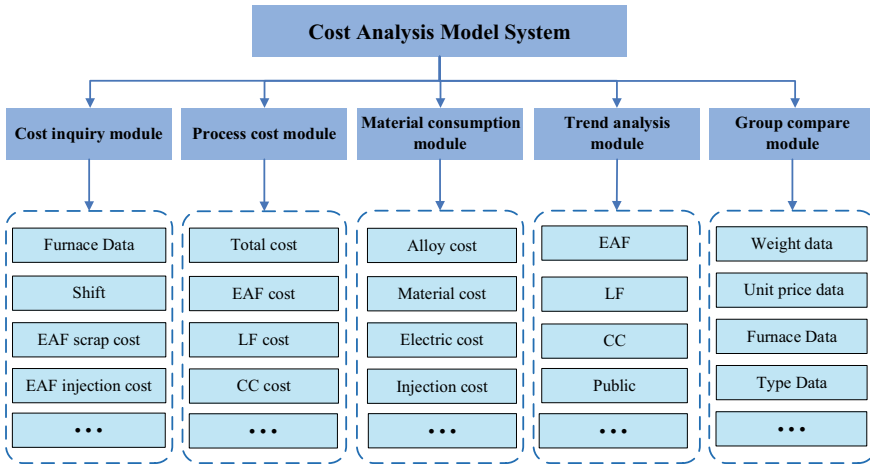 Cost Analysis Model System
Cost inquiry module
Process cost module
Material consumption
module
Trend analysis
module
Group compare
module
Furnace Data
Shift
EAF scrap cost
EAF injection cost
•••
Total cost
EAF cost
LF cost
CC cost
•••
Alloy cost
Material cost
Electric cost
Injection cost
•••
EAF
LF
CC
Public
•••
Weight data
Unit price data
Furnace Data
Type Data
•••